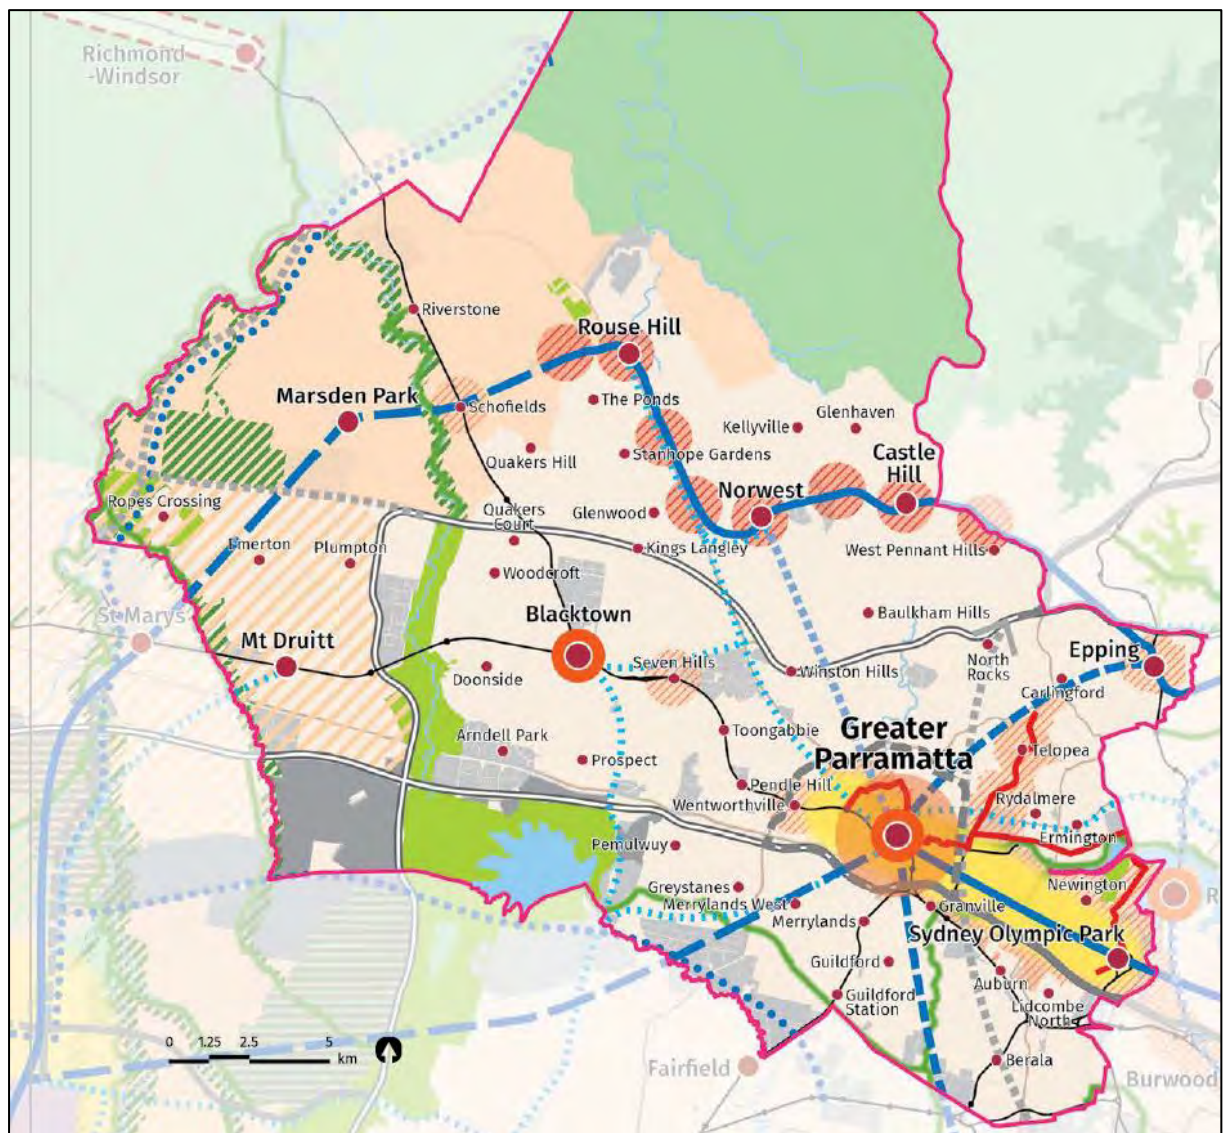 Richmond
-Windsor
Riverstone
Rouse Hill
Marsden Park
Schofields
The Ponds
Glenhaven
Kellyville
Quakers Hill
Stanhope Gardens
Castle
Hill
Norwest
Ropes Crossing
Quakers
Court
Glenwood
Emerton
Plumpton
Kings Langley
West Pennant Hills
Woodcroft
St Marys
Blacktown
Baulkham Hills
Mt Druitt
Seven Hills
Doonside
Winston Hills
North
Rocks
Epping
Carlingford
Greater
Parramatta
Toongabbie
Arndell Park
Prospect
Telopea
Pendle Hill
Wentworthville
Rydalmere
Ermington
Pemulwuy
Greystanes
Merrylands West
Newington
R
Granville
Merrylands
Sydney Olympic Park
Guildford
Auburn
Guildford
Station
Lidcombe
North
0 1.25 2.5 5
km
Berala
Fairfield
Burwood